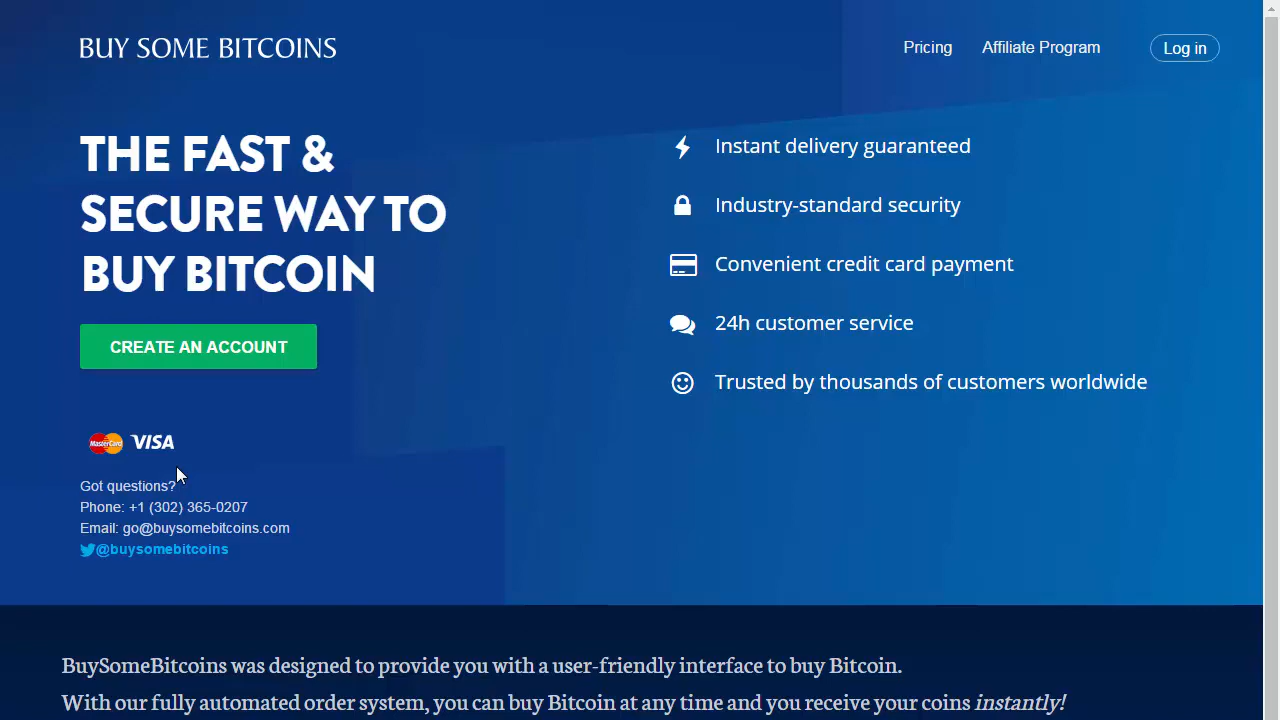 BUY SOME BITCOINS
Pricing
Affiliate Program
Log in
THE FAST &
SECURE WAY TO
BUY BITCOIN
CREATE AN ACCOUNT
MasterCard VISA
Got questions?
Phone: +1 (302) 365-0207
Email: go@buysomebitcoins.com
@buysomebitcoins
Instant delivery guaranteed
Industry-standard security
Convenient credit card payment
24h customer service
Trusted by thousands of customers worldwide
BuySomeBitcoins was designed to provide you with a user-friendly interface to buy Bitcoin.
With our fully automated order system, you can buy Bitcoin at any time and you receive your coins instantly!